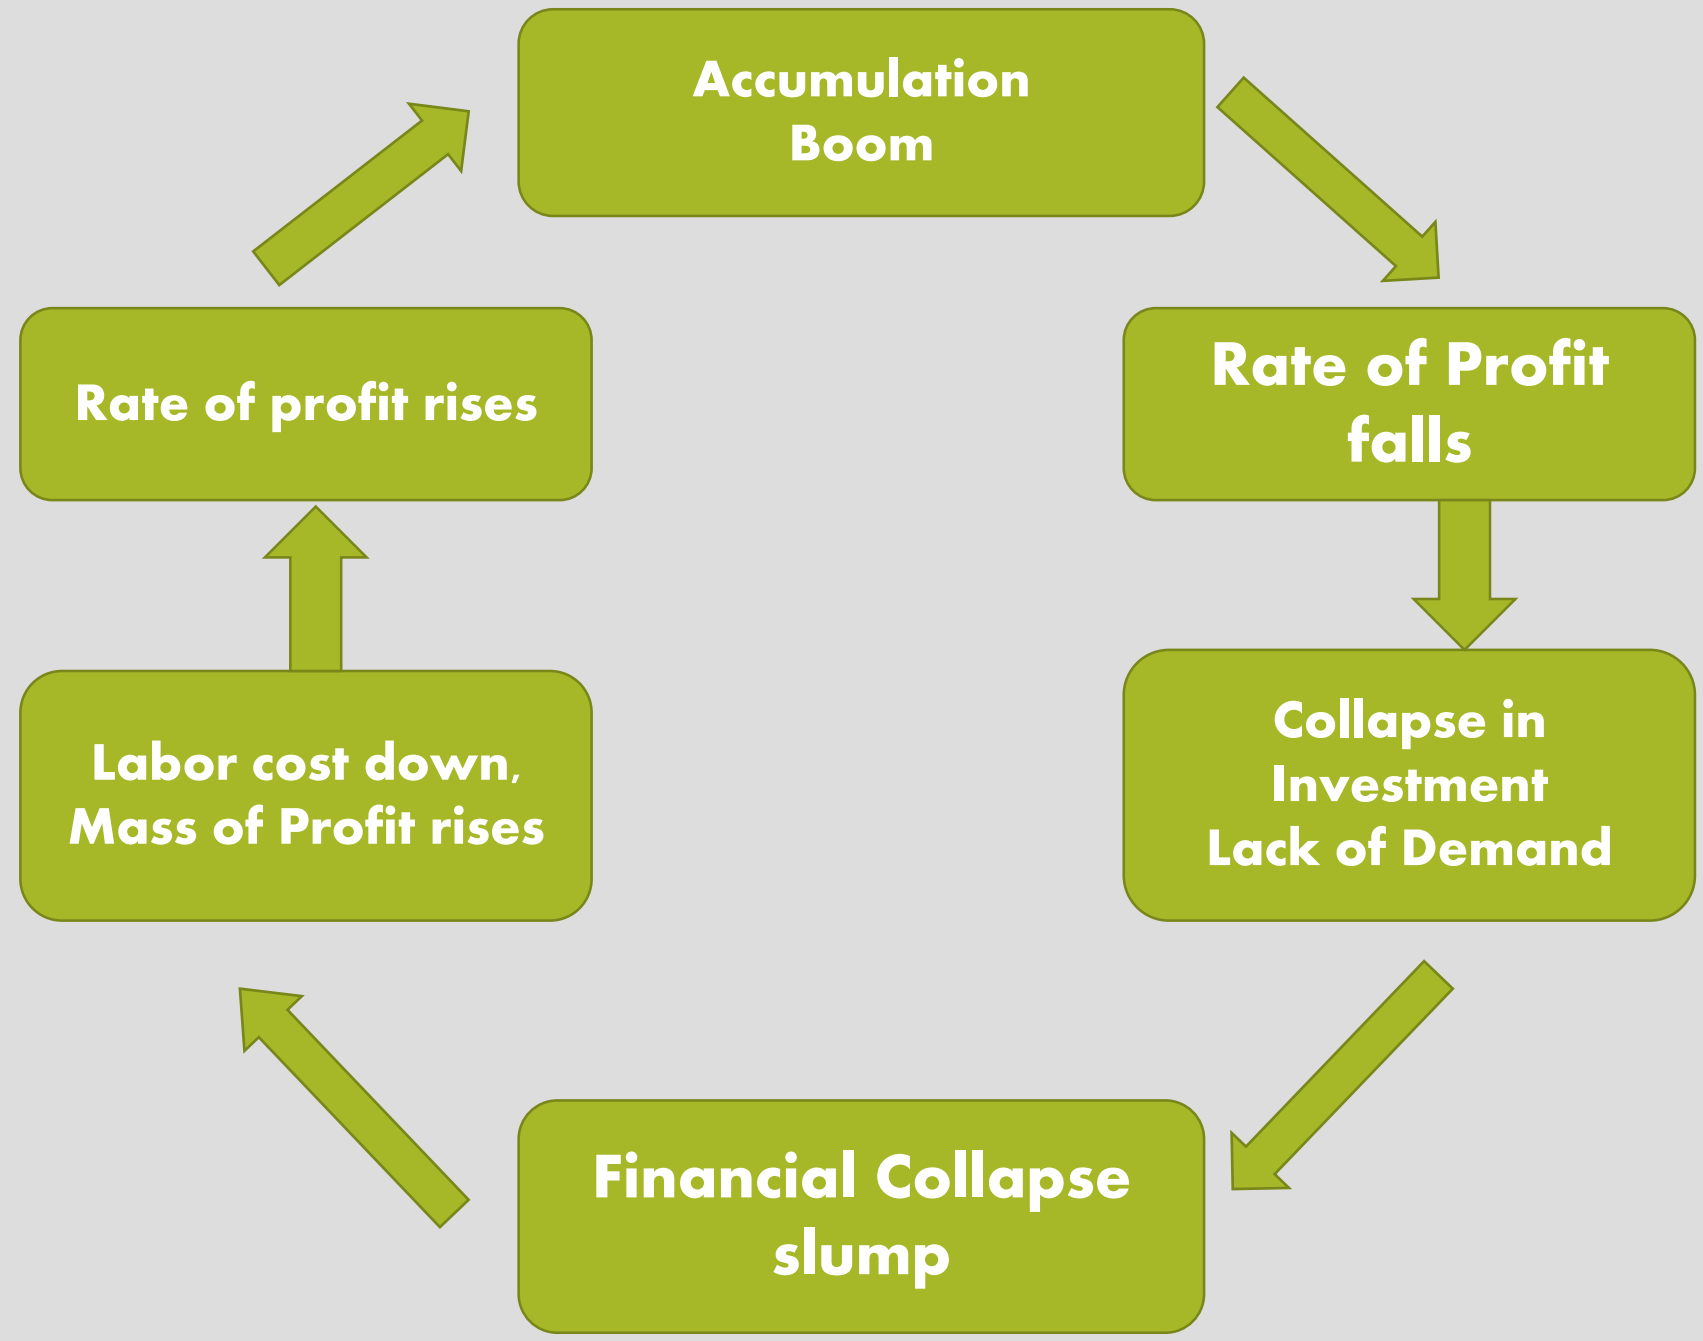 Accumulation
Boom
Rate of Profit
falls
Collapse in
Investment
Lack of Demand
Financial Collapse
slump
Labor cost down,
Mass of Profit rises
Rate of profit rises